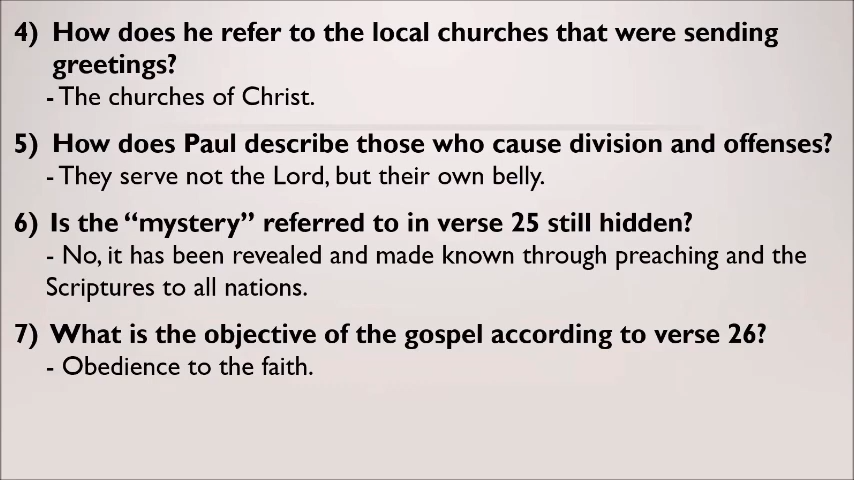 4) How does he refer to the local churches that were sending
greetings?
- The churches of Christ.
5) How does Paul describe those who cause division and offenses?
- They serve not the Lord, but their own belly.
6) Is the “mystery” referred to in verse 25 still hidden?
- No, it has been revealed and made known through preaching and the
Scriptures to all nations.
7) What is the objective of the gospel according to verse 26?
- Obedience to the faith.